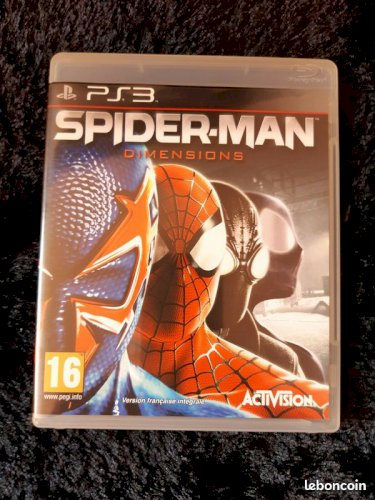 PS3
SPIDER-MAN
DIMENSIONS
16
www.pegi.info
Version française intégrale
ACTIVISION
leboncoin